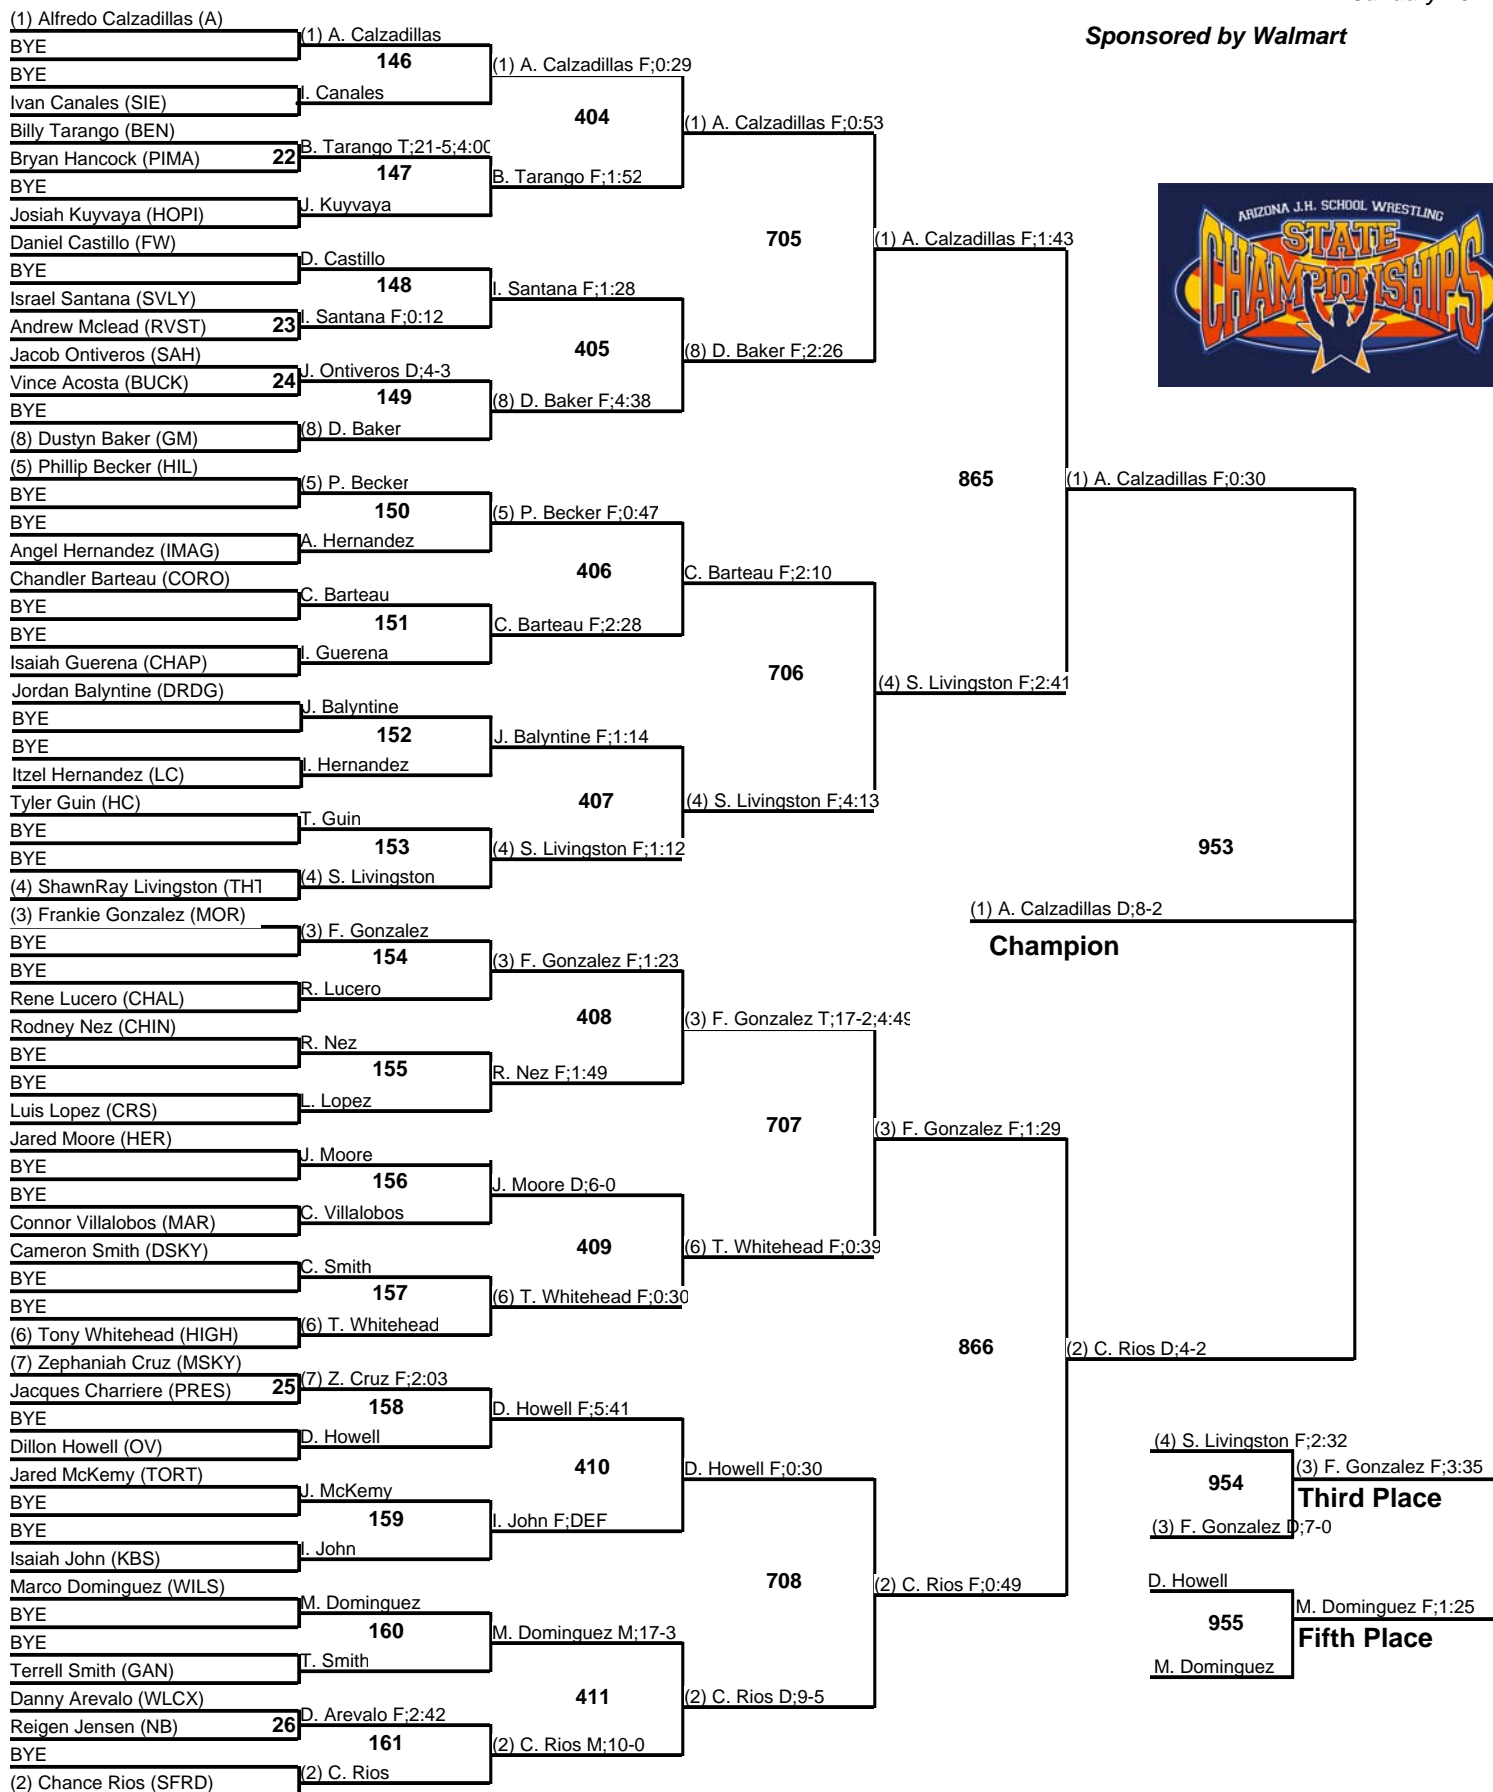 Sponsored by Walmart
ARIZONA J.H. SCHOOL WRESTLING
STATE
CHAMPIONSHIPS
(1) Alfredo Calzadillas (A)
BYE
BYE
Ivan Canales (SIE)
Billy Tarango (BEN)
Bryan Hancock (PIMA) 22
BYE
Josiah Kuyvaya (HOPI)
Daniel Castillo (FW)
BYE
Israel Santana (SVLY)
Andrew Mclead (RVST) 23
Jacob Ontiveros (SAH)
Vince Acosta (BUCK) 24
BYE
(8) Dustyn Baker (GM)
(5) Phillip Becker (HIL)
BYE
BYE
Angel Hernandez (IMAG)
Chandler Barteau (CORO)
BYE
BYE
Isaiah Guerena (CHAP)
Jordan Balyntine (DRDG)
BYE
BYE
Itzel Hernandez (LC)
Tyler Guin (HC)
BYE
BYE
(4) ShawnRay Livingston (THT
(3) Frankie Gonzalez (MOR)
BYE
BYE
Rene Lucero (CHAL)
Rodney Nez (CHIN)
BYE
BYE
Luis Lopez (CRS)
Jared Moore (HER)
BYE
BYE
Connor Villalobos (MAR)
Cameron Smith (DSKY)
BYE
BYE
(6) Tony Whitehead (HIGH)
(7) Zephaniah Cruz (MSKY)
Jacques Charriere (PRES) 25
BYE
Dillon Howell (OV)
Jared McKemy (TORT)
BYE
BYE
Isaiah John (KBS)
Marco Dominguez (WILS)
BYE
BYE
Terrell Smith (GAN)
Danny Arevalo (WLCX)
Reigen Jensen (NB) 26
BYE
(2) Chance Rios (SFRD)
(1) A. Calzadillas
146
I. Canales
B. Tarango T;21-5;4:00
147
J. Kuyvaya
D. Castillo
148
I. Santana F;0:12
J. Ontiveros D;4-3
149
(8) D. Baker
(5) P. Becker
150
A. Hernandez
C. Barteau
151
I. Guerena
J. Balyntine
152
I. Hernandez
T. Guin
153
(4) S. Livingston
(3) F. Gonzalez
154
R. Lucero
R. Nez
155
L. Lopez
J. Moore
156
C. Villalobos
C. Smith
157
(6) T. Whitehead
(7) Z. Cruz F;2:03
158
D. Howell
J. McKemy
159
I. John
M. Dominguez
160
T. Smith
D. Arevalo F;2:42
161
(2) C. Rios
(1) A. Calzadillas F;0:29
404
B. Tarango F;1:52
I. Santana F;1:28
405
(8) D. Baker F;4:38
(5) P. Becker F;0:47
406
C. Barteau F;2:28
J. Balyntine F;1:14
407
(4) S. Livingston F;1:12
(3) F. Gonzalez F;1:23
408
R. Nez F;1:49
J. Moore D;6-0
409
(6) T. Whitehead F;0:30
D. Howell F;5:41
410
I. John F;DEF
M. Dominguez M;17-3
411
(2) C. Rios M;10-0
(1) A. Calzadillas F;0:53
705
(8) D. Baker F;2:26
C. Barteau F;2:10
706
(4) S. Livingston F;4:13
(3) F. Gonzalez T;17-2;4:49
707
(6) T. Whitehead F;0:39
D. Howell F;0:30
708
(2) C. Rios D;9-5
(1) A. Calzadillas F;1:43
865
(4) S. Livingston F;2:41
(3) F. Gonzalez F;1:29
866
(2) C. Rios F;0:49
(1) A. Calzadillas F;0:30
953
(2) C. Rios D;4-2
(1) A. Calzadillas D;8-2
Champion
(4) S. Livingston F;2:32
954
(3) F. Gonzalez D;7-0
(3) F. Gonzalez F;3:35
Third Place
D. Howell
955
M. Dominguez
M. Dominguez F;1:25
Fifth Place